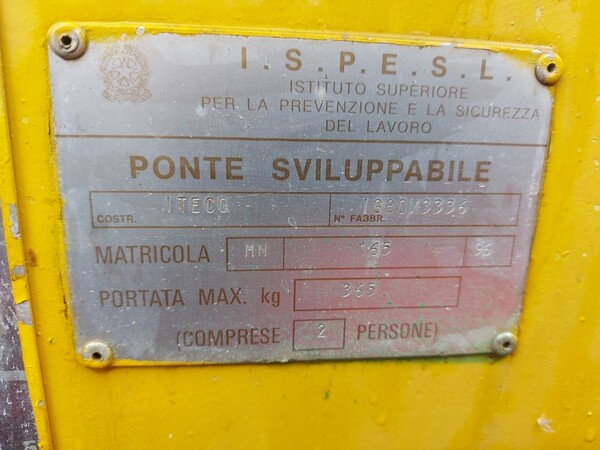 I.S.P.E.S.L.
ISTITUTO SUPERIORE
PER LA PREVENZIONE E LA SICUREZZA
DEL LAVORO
PONTE SVILUPPABILE
COSTR. ITECO N° FABBR.
MATRICOLA MN 165 96
PORTATA MAX. kg 365
(COMPRESE 2 PERSONE)